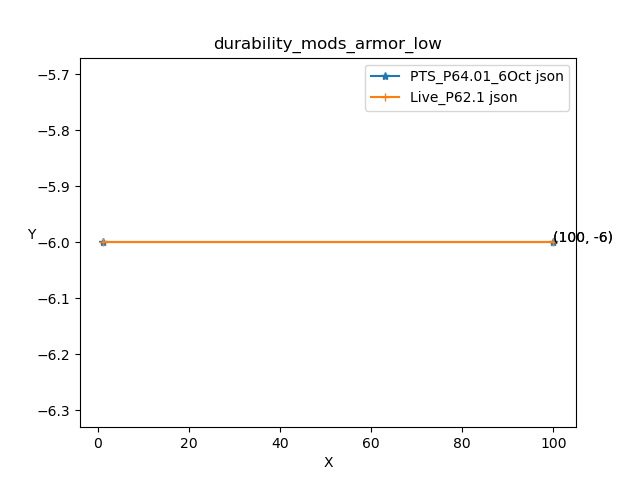 durability_mods_armor_low
PTS_P64.01_6Oct json
Live_P62.1 json
−5.7
−5.8
−5.9
Y
−6.0
(100, -6)
−6.1
−6.2
−6.3
0 20 40 60 80 100
X